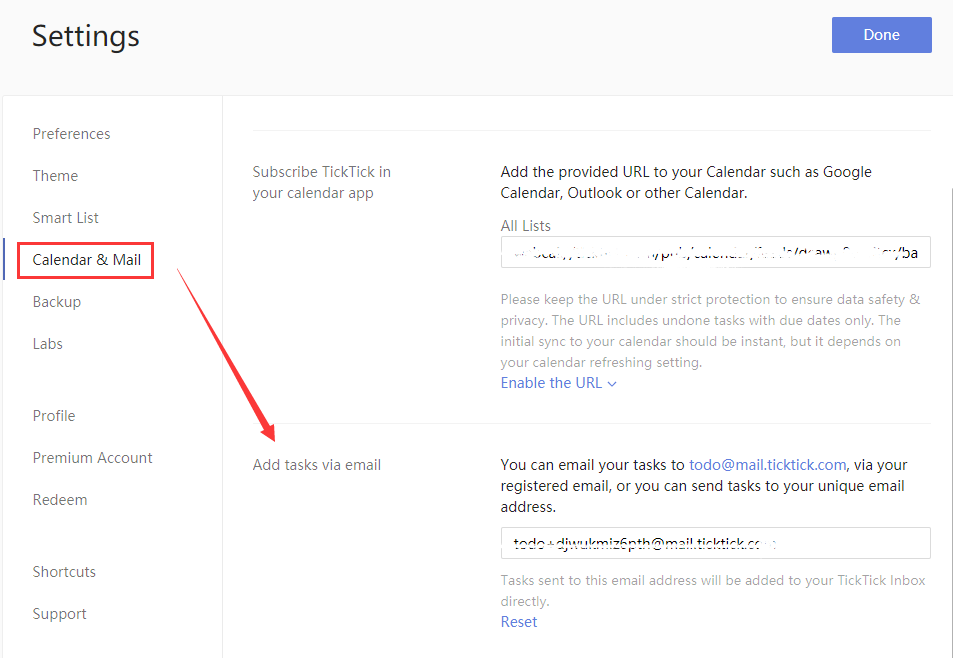 Settings
Done
Preferences
Theme
Smart List
Calendar & Mail
Backup
Labs
Profile
Premium Account
Redeem
Shortcuts
Support
Subscribe TickTick in
your calendar app
Add the provided URL to your Calendar such as Google
Calendar, Outlook or other Calendar.
All Lists
Please keep the URL under strict protection to ensure data safety &
privacy. The URL includes undone tasks with due dates only. The
initial sync to your calendar should be instant, but it depends on
your calendar refreshing setting.
Enable the URL
Add tasks via email
You can email your tasks to todo@mail.ticktick.com, via your
registered email, or you can send tasks to your unique email
address.
Tasks sent to this email address will be added to your TickTick Inbox
directly.
Reset